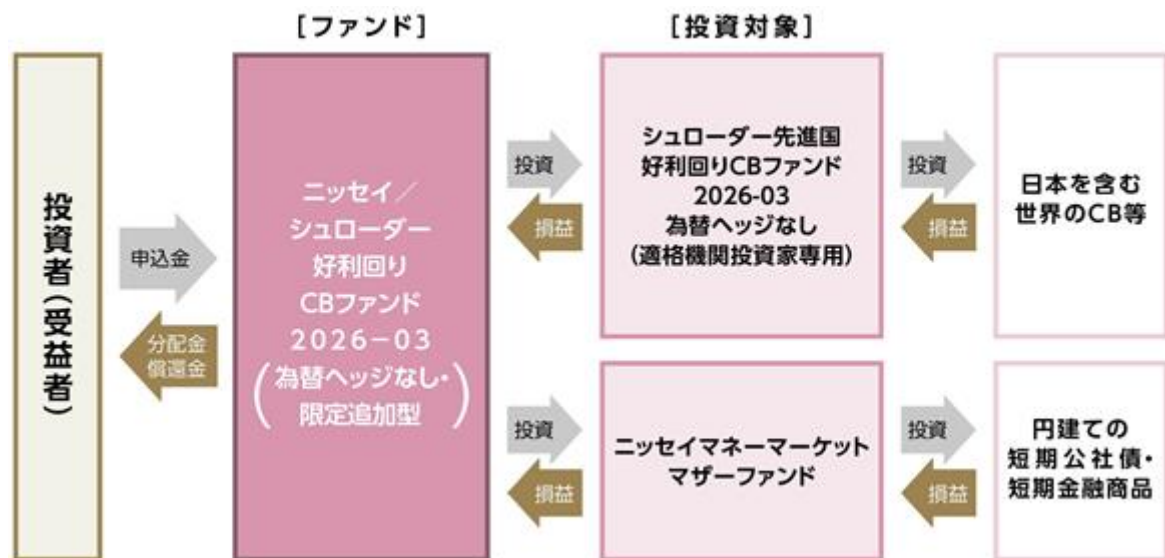 [ファンド]
[投資対象]
投資者(受益者)
申込金
分配金
償還金
ニッセイ／
シュローダー
好利回り
CBファンド
2026－03
(為替ヘッジなし・
限定追加型)
投資
損益
シュローダー先進国
好利回りCBファンド
2026-03
為替ヘッジなし
(適格機関投資家専用)
投資
損益
日本を含む
世界のCB等
投資
損益
ニッセイマネーマーケット
マザーファンド
投資
損益
円建ての
短期公社債・
短期金融商品